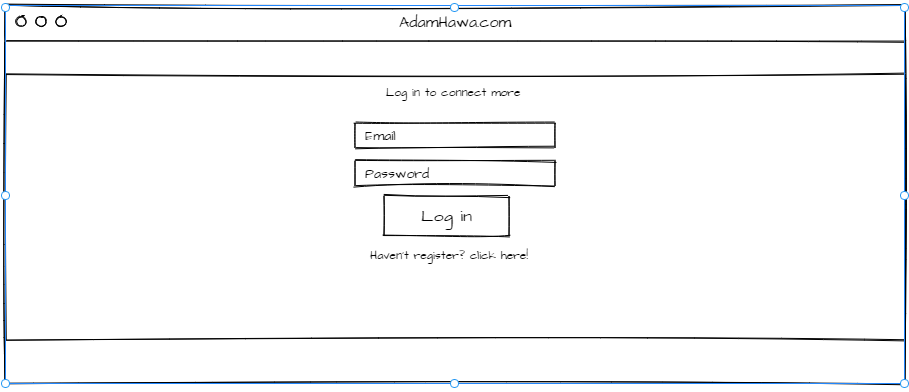 AdamHawa.com
Log in to connect more
Email
Password
Log in
Haven't register? click here!